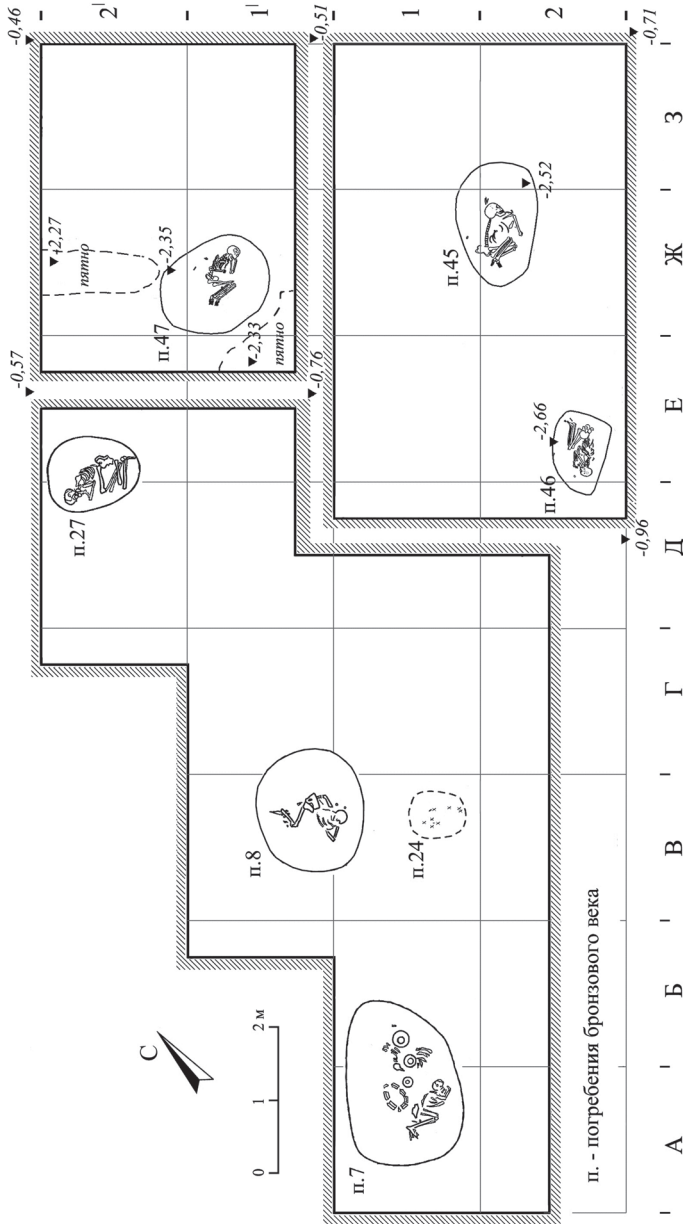 -0,57
-0,46
2|
-2,27
пятно
п.27
С
п.47
-2,35
0 1 2 м
п.8
-2,33
1|
пятно
-0,76
-0,51
п.7
п.24
1
п.45
-2,52
-2,66
п.46
2
п. - погребения бронзового века
-0,96
-0,71
А Б В Г Д Е Ж З